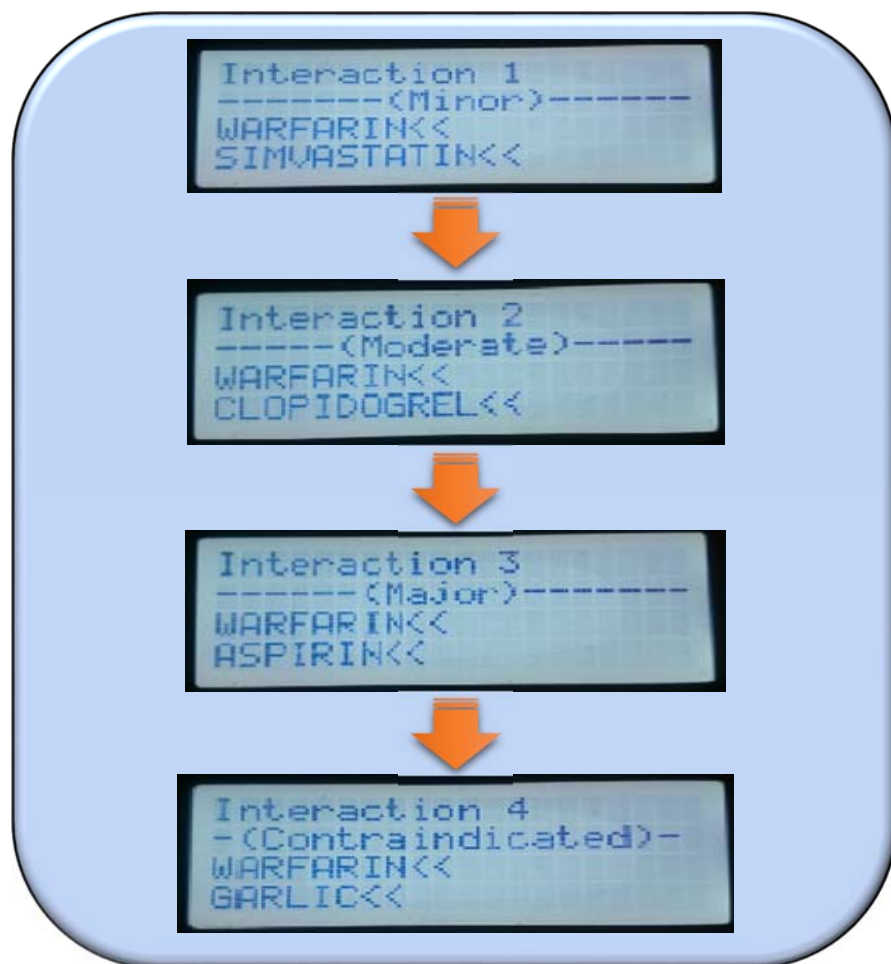 Interaction 1
-------(Minor)------
WARFARIN<<
SIMVASTATIN<<
Interaction 2
-----(Moderate)-----
WARFARIN<<
CLOPIDOGREL<<
Interaction 3
------(Major)-------
WARFARIN<<
ASPIRIN<<
Interaction 4
-(Contraindicated)-
WARFARIN<<
GARLIC<<